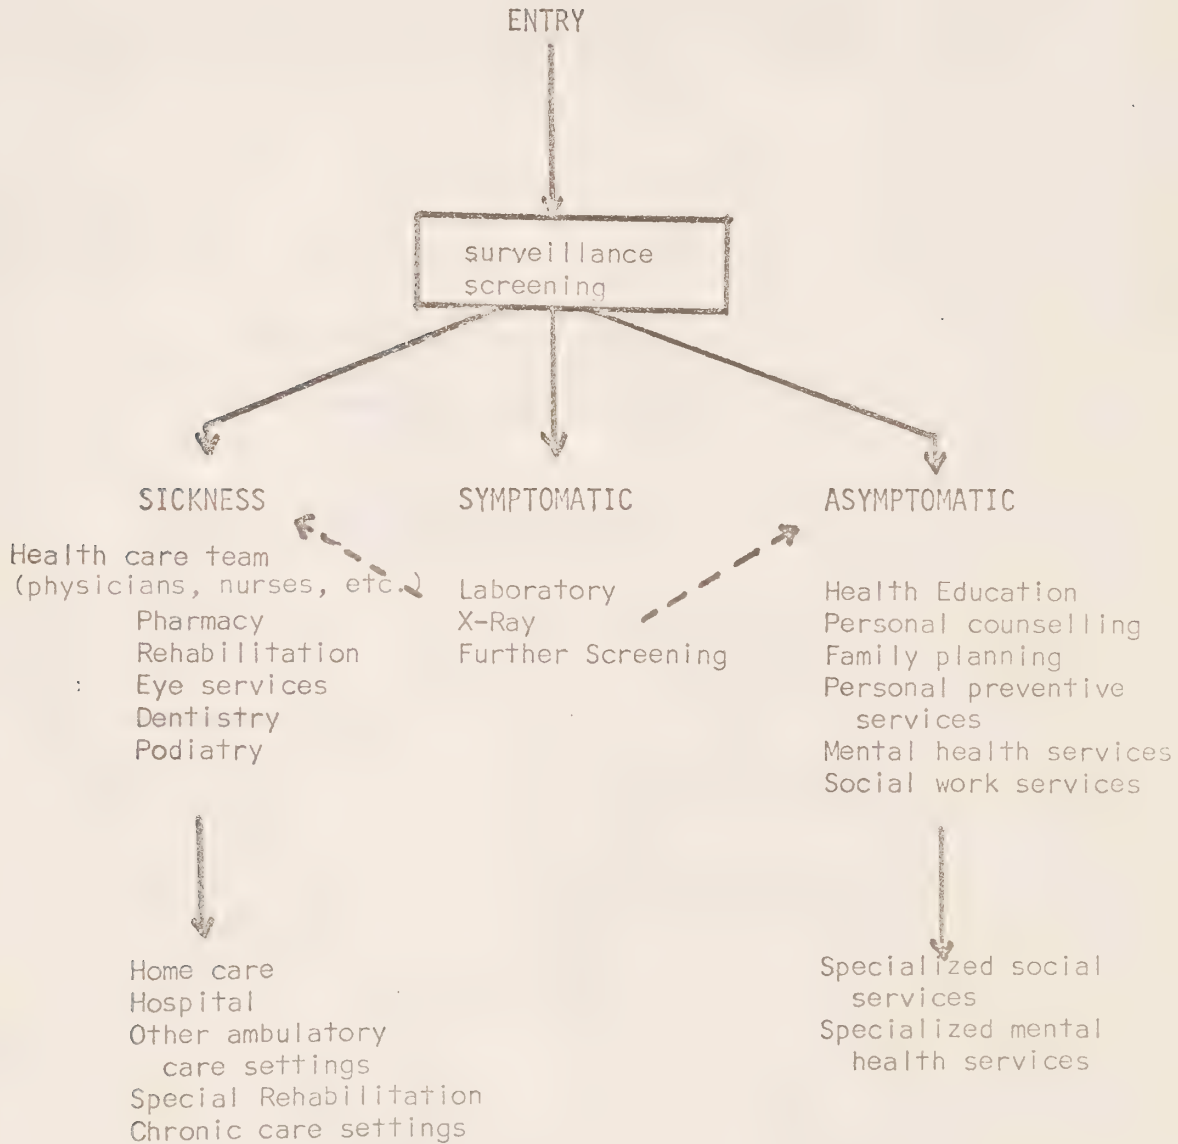 ENTRY
surveillance
screening
SICKNESS
Health care team
(physicians, nurses, etc.)
Pharmacy
Rehabilitation
Eye services
Dentistry
Podiatry
Home care
Hospital
Other ambulatory
care settings
Special Rehabilitation
Chronic care settings
SYMPTOMATIC
Laboratory
X-Ray
Further Screening
ASYMPTOMATIC
Health Education
Personal counselling
Family planning
Personal preventive
services
Mental health services
Social work services
Specialized social
services
Specialized mental
health services